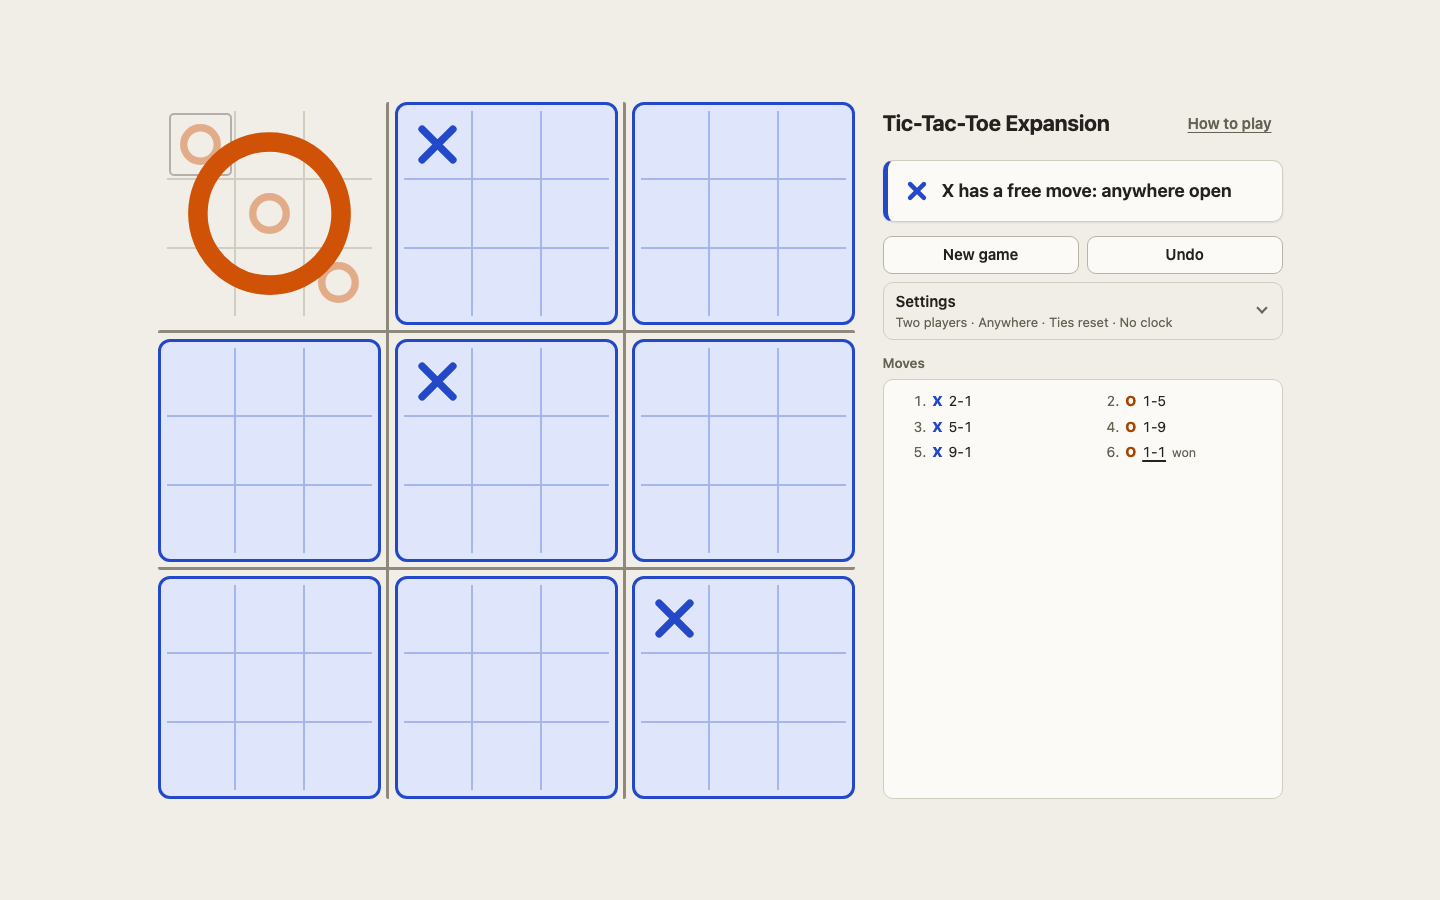 Tic-Tac-Toe Expansion How to play
X has a free move: anywhere open
New game Undo
Settings
Two players · Anywhere · Ties reset · No clock
Moves
1. X 2-1 2. O 1-5
3. X 5-1 4. O 1-9
5. X 9-1 6. O 1-1 won